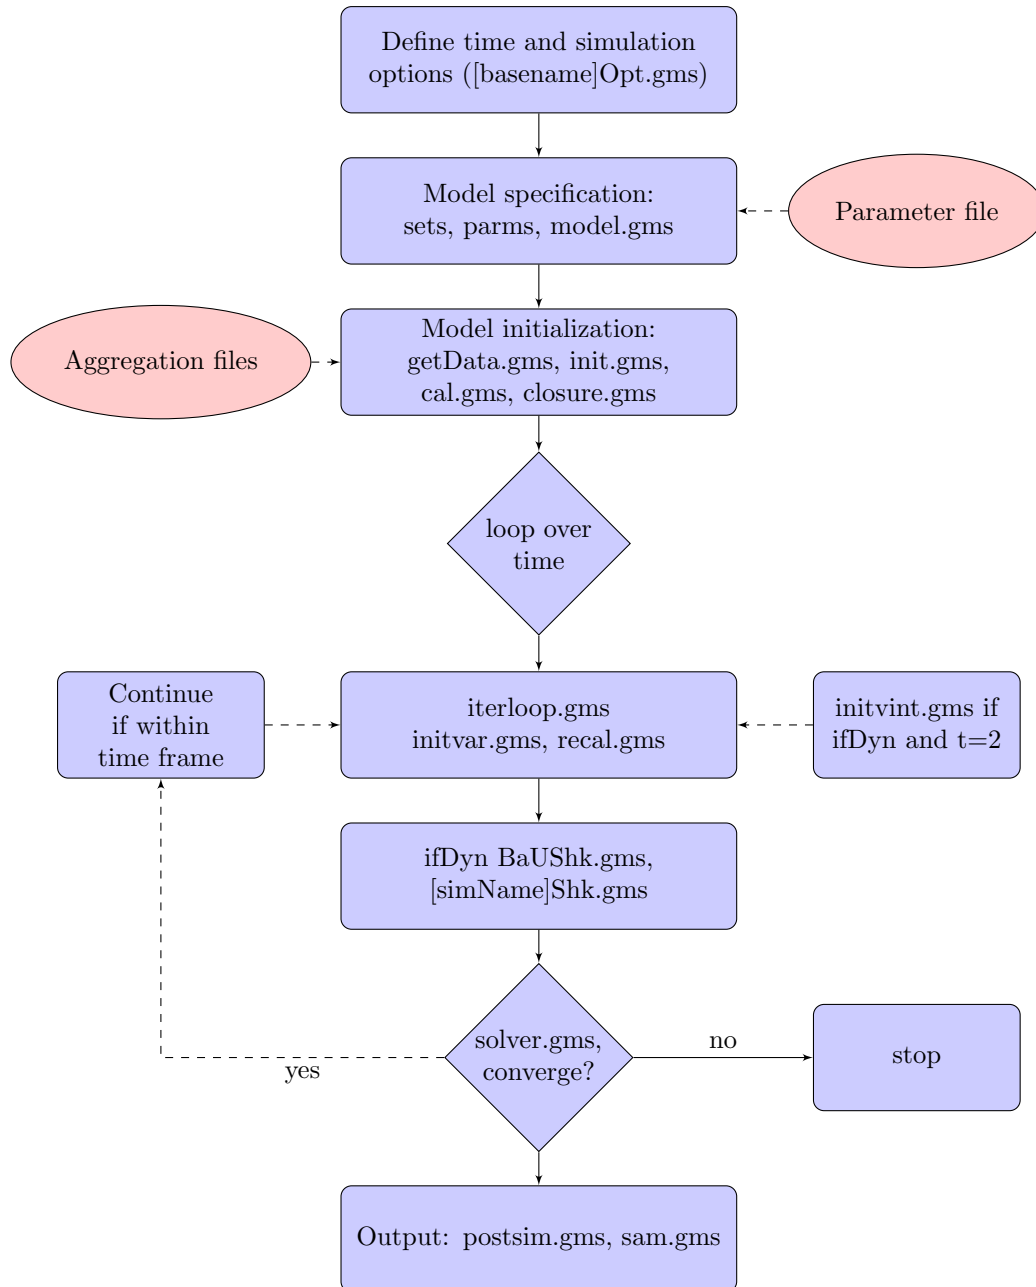 Define time and simulation
options ([basename]Opt.gms)
Model specification:
sets, parms, model.gms
Parameter file
Model initialization:
getData.gms, init.gms,
cal.gms, closure.gms
Aggregation files
loop over
time
Continue
if within
time frame
iterloop.gms
initvar.gms, recal.gms
initvint.gms if
ifDyn and t=2
ifDyn BaUShk.gms,
[simName]Shk.gms
solver.gms,
converge?
yes
no
stop
Output: postsim.gms, sam.gms